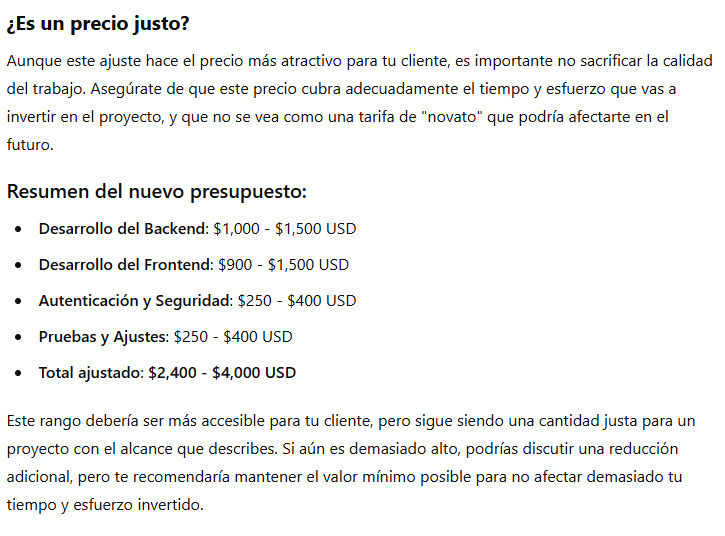 ¿Es un precio justo?
Aunque este ajuste hace el precio más atractivo para tu cliente, es importante no sacrificar la calidad
del trabajo. Asegúrate de que este precio cubra adecuadamente el tiempo y esfuerzo que vas a
invertir en el proyecto, y que no se vea como una tarifa de "novato" que podría afectarte en el
futuro.
Resumen del nuevo presupuesto:
• Desarrollo del Backend: $1,000 - $1,500 USD
• Desarrollo del Frontend: $900 - $1,500 USD
• Autenticación y Seguridad: $250 - $400 USD
• Pruebas y Ajustes: $250 - $400 USD
• Total ajustado: $2,400 - $4,000 USD
Este rango debería ser más accesible para tu cliente, pero sigue siendo una cantidad justa para un
proyecto con el alcance que describes. Si aún es demasiado alto, podrías discutir una reducción
adicional, pero te recomendaría mantener el valor mínimo posible para no afectar demasiado tu
tiempo y esfuerzo invertido.